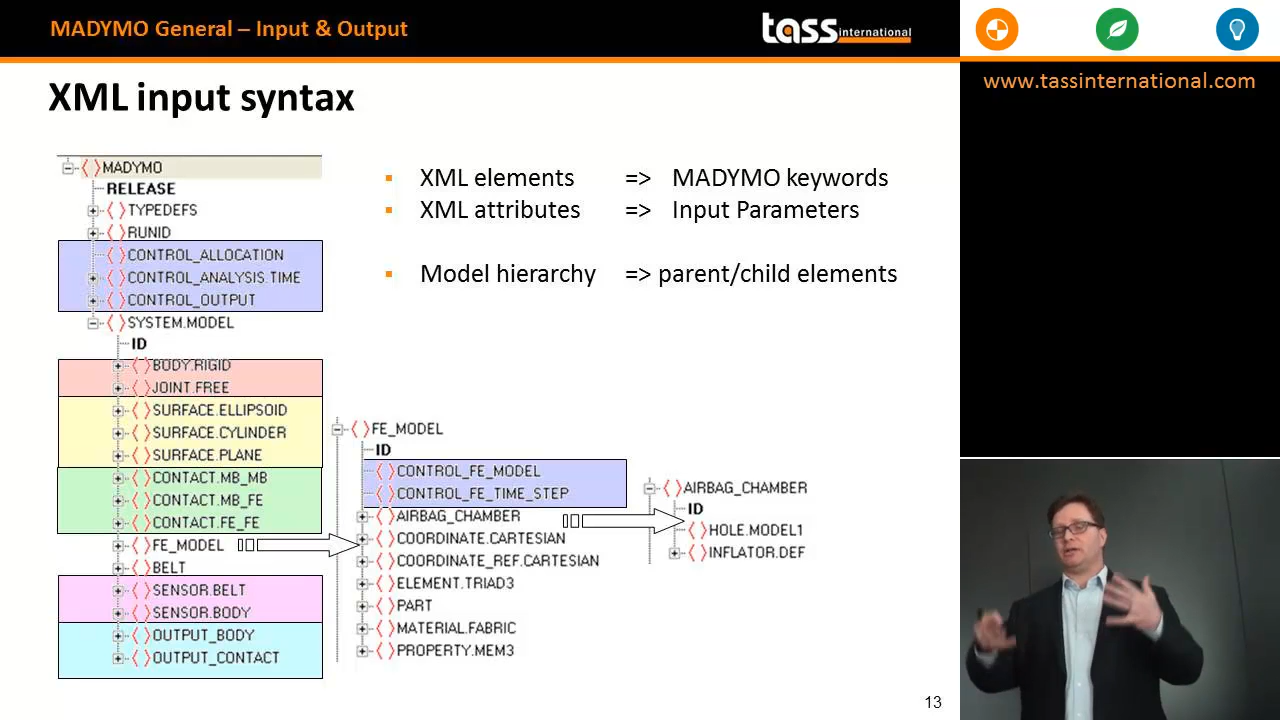 MADYMO General – Input & Output
tass international
www.tassinternational.com
XML input syntax
MADYMO
RELEASE
TYPEDEFS
RUNID
CONTROL_ALLOCATION
CONTROL_ANALYSIS.TIME
CONTROL_OUTPUT
SYSTEM.MODEL
ID
BODY.RIGID
JOINT.FREE
SURFACE.ELLIPSOID
SURFACE.CYLINDER
SURFACE.PLANE
CONTACT.MB_MB
CONTACT.MB_FE
CONTACT.FE_FE
FE_MODEL
BELT
SENSOR.BELT
SENSOR.BODY
OUTPUT_BODY
OUTPUT_CONTACT
XML elements => MADYMO keywords
XML attributes => Input Parameters
Model hierarchy => parent/child elements
FE_MODEL
ID
CONTROL_FE_MODEL
CONTROL_FE_TIME_STEP
AIRBAG_CHAMBER
COORDINATE.CARTESIAN
COORDINATE_REF.CARTESIAN
ELEMENT.TRIAD3
PART
MATERIAL.FABRIC
PROPERTY.MEM3
AIRBAG_CHAMBER
ID
HOLE.MODEL1
INFLATOR.DEF
13